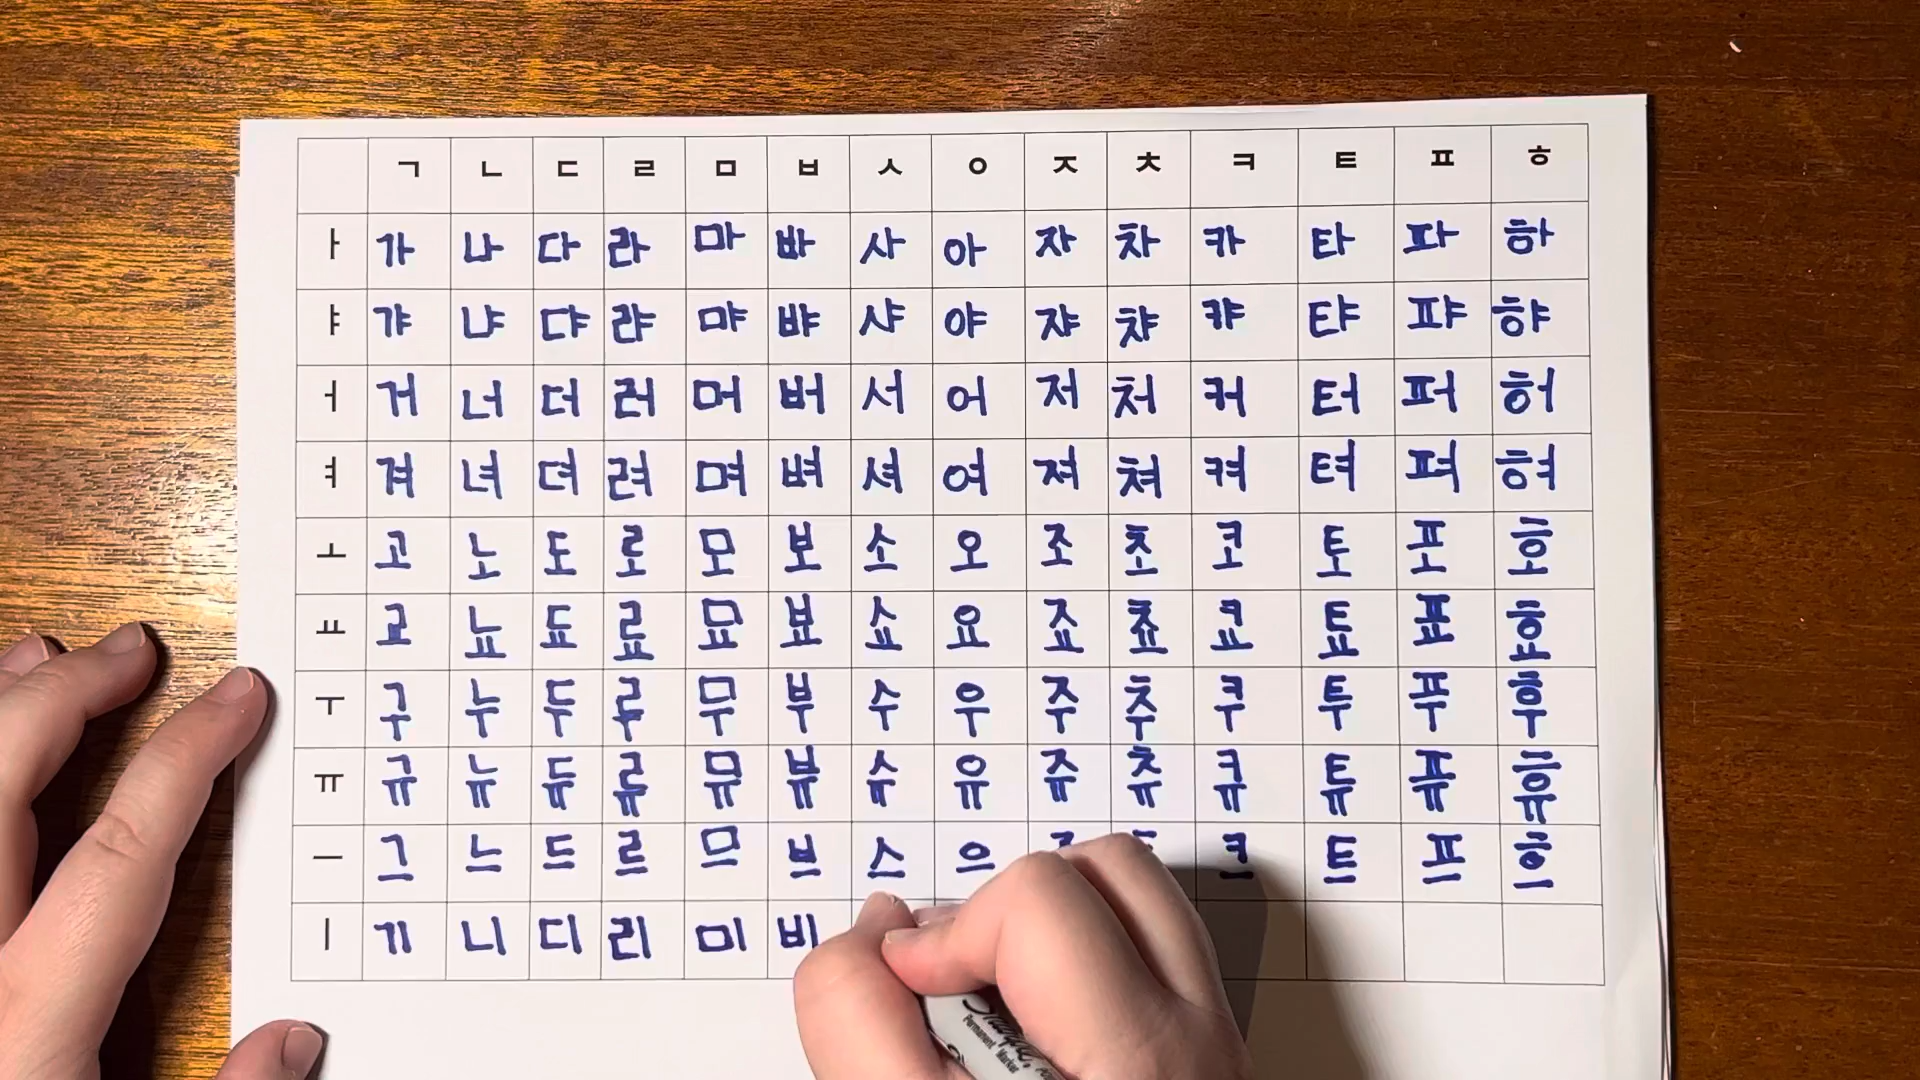 ㄱ ㄴ ㄷ ㄹ ㅁ ㅂ ㅅ ㅇ ㅈ ㅊ ㅋ ㅌ ㅍ ㅎ
ㅏ 가 나 다 라 마 바 사 아 자 차 카 타 파 하
ㅑ 갸 냐 댜 랴 먀 뱌 샤 야 쟈 챠 캬 탸 퍄 햐
ㅓ 거 너 더 러 머 버 서 어 저 처 커 터 퍼 허
ㅕ 겨 녀 뎌 려 며 벼 셔 여 져 쳐 켜 텨 펴 혀
ㅗ 고 노 도 로 모 보 소 오 조 초 코 토 포 호
ㅛ 교 뇨 됴 료 묘 뵤 쇼 요 죠 쵸 쿄 툐 표 효
ㅜ 구 누 두 루 무 부 수 우 주 추 쿠 투 푸 후
ㅠ 규 뉴 듀 류 뮤 뷰 슈 유 쥬 츄 큐 튜 퓨 휴
ㅡ 그 느 드 르 므 브 스 으 크 트 프 흐
ㅣ 기 니 디 리 미 비
Sharpie
Permanent Marker